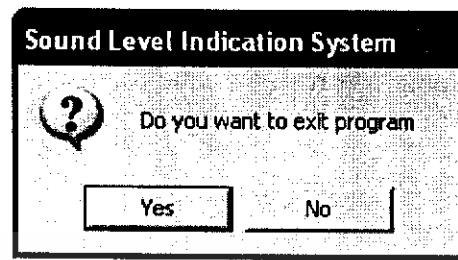 Sound Level Indication System
?
Do you want to exit program
Yes No